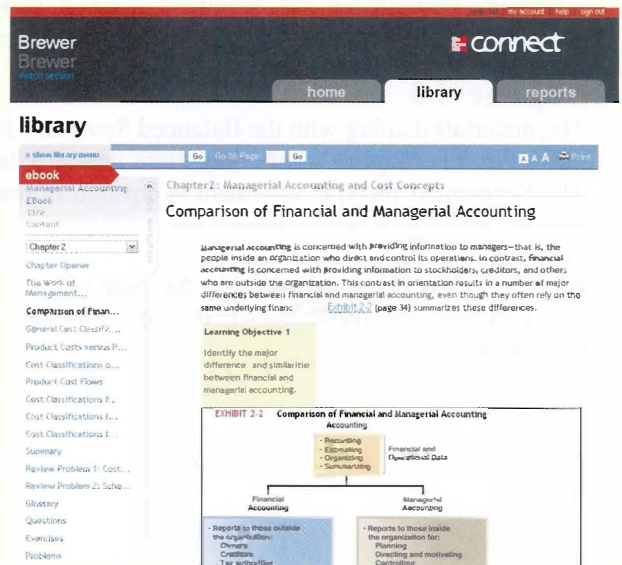 my account help sign out
Brewer
Brewer
switch section
connect
home library reports
library
show library menu Go Go to Page: Go A A A Print
ebook
Managerial Accounting
EBook
13/e
Content
Chapter 2
Chapter Opener
The Work of
Management...
Comparison of Finan...
General Cost Classific...
Product Costs versus P...
Cost Classifications o...
Product Cost Flows
Cost Classifications f...
Cost Classifications f...
Cost Classifications f...
Summary
Review Problem 1: Cost...
Review Problem 2: Sche...
Glossary
Questions
Exercises
Problems
Chapter2: Managerial Accounting and Cost Concepts
Comparison of Financial and Managerial Accounting
Managerial accounting is concerned with providing information to managers—that is, the
people inside an organization who direct and control its operations. In contrast, financial
accounting is concerned with providing information to stockholders, creditors, and others
who are outside the organization. This contrast in orientation results in a number of major
differences between financial and managerial accounting, even though they often rely on the
same underlying financ Exhibit 2-2 (page 34) summarizes these differences.
Learning Objective 1
Identify the major
difference and similaritie
between financial and
managerial accounting.
EXHIBIT 2-2 Comparison of Financial and Managerial Accounting
Accounting
· Recording
· Estimating
· Organizing
· Summarizing
Financial and
Operational Data
Financial
Accounting
Managerial
Accounting
· Reports to those outside
the organization:
Owners
Creditors
Tax authorities
· Reports to those inside
the organization for:
Planning
Directing and motivating
Controlling